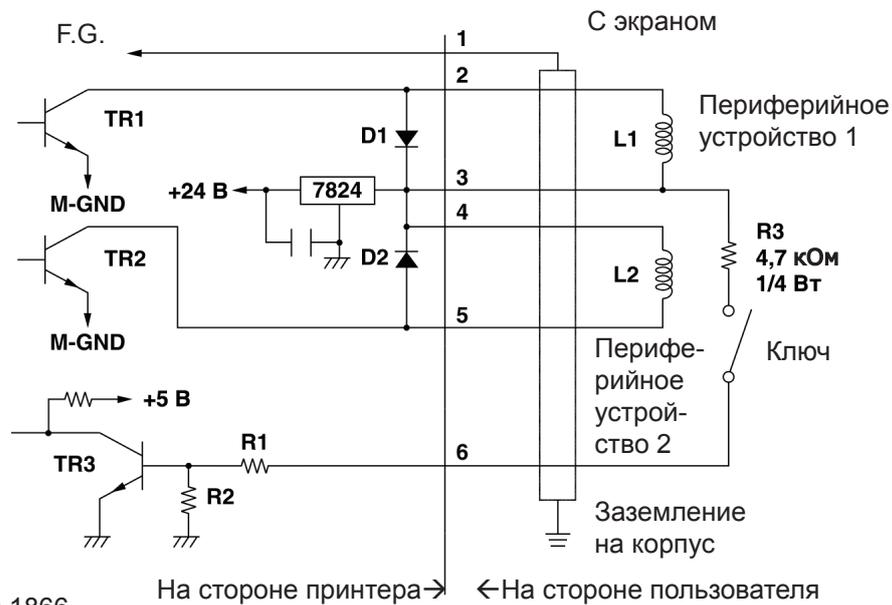 F.G.
С экраном
1
2
TR1
D1
L1
Периферийное
устройство 1
+24 В
7824
3
M-GND
4
R3
4,7 кОм
1/4 Вт
TR2
D2
L2
5
M-GND
Перифе-
рийное
устрой-
ство 2
Ключ
+5 В
R1
6
TR3
R2
Заземление
на корпус
На стороне принтера→
←На стороне пользователя
1866